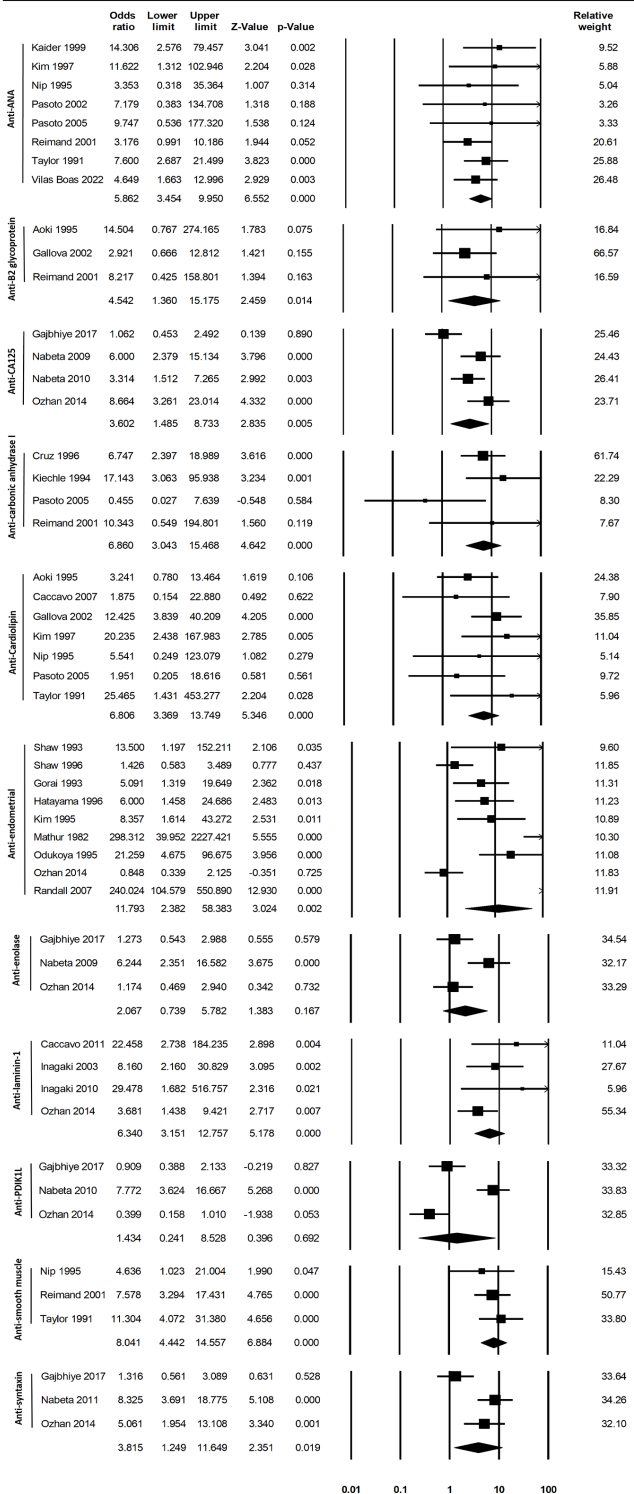 Odds Lower Upper Relative
ratio limit limit Z-Value p-Value weight
Anti-ANA
Kaider 1999 14.306 2.576 79.457 3.041 0.002 9.52
Kim 1997 11.622 1.312 102.946 2.204 0.028 5.88
Nip 1995 3.353 0.318 35.364 1.007 0.314 5.04
Pasoto 2002 7.179 0.383 134.708 1.318 0.188 3.26
Pasoto 2005 9.747 0.536 177.320 1.538 0.124 3.33
Reimand 2001 3.176 0.991 10.186 1.944 0.052 20.61
Taylor 1991 7.600 2.687 21.499 3.823 0.000 25.88
Vilas Boas 2022 4.649 1.663 12.996 2.929 0.003 26.48
5.862 3.454 9.950 6.552 0.000
Anti-B2 glycoprotein
Aoki 1995 14.504 0.767 274.165 1.783 0.075 16.84
Gallova 2002 2.921 0.666 12.812 1.421 0.155 66.57
Reimand 2001 8.217 0.425 158.801 1.394 0.163 16.59
4.542 1.360 15.175 2.459 0.014
Anti-CA125
Gajbhiye 2017 1.062 0.453 2.492 0.139 0.890 25.46
Nabeta 2009 6.000 2.379 15.134 3.796 0.000 24.43
Nabeta 2010 3.314 1.512 7.265 2.992 0.003 26.41
Ozhan 2014 8.664 3.261 23.014 4.332 0.000 23.71
3.602 1.485 8.733 2.835 0.005
Anti-carbonic anhydrase I
Cruz 1996 6.747 2.397 18.989 3.616 0.000 61.74
Kiechle 1994 17.143 3.063 95.938 3.234 0.001 22.29
Pasoto 2005 0.455 0.027 7.639 -0.548 0.584 8.30
Reimand 2001 10.343 0.549 194.801 1.560 0.119 7.67
6.860 3.043 15.468 4.642 0.000
Anti-Cardiolipin
Aoki 1995 3.241 0.780 13.464 1.619 0.106 24.38
Caccavo 2007 1.875 0.154 22.880 0.492 0.622 7.90
Gallova 2002 12.425 3.839 40.209 4.205 0.000 35.85
Kim 1997 20.235 2.438 167.983 2.785 0.005 11.04
Nip 1995 5.541 0.249 123.079 1.082 0.279 5.14
Pasoto 2005 1.951 0.205 18.616 0.581 0.561 9.72
Taylor 1991 25.465 1.431 453.277 2.204 0.028 5.96
6.806 3.369 13.749 5.346 0.000
Anti-endometrial
Shaw 1993 13.500 1.197 152.211 2.106 0.035 9.60
Shaw 1996 1.426 0.583 3.489 0.777 0.437 11.85
Gorai 1993 5.091 1.319 19.649 2.362 0.018 11.31
Hatayama 1996 6.000 1.458 24.686 2.483 0.013 11.23
Kim 1995 8.357 1.614 43.272 2.531 0.011 10.89
Mathur 1982 298.312 39.952 2227.421 5.555 0.000 10.30
Odukoya 1995 21.259 4.675 96.675 3.956 0.000 11.08
Ozhan 2014 0.848 0.339 2.125 -0.351 0.725 11.83
Randall 2007 240.024 104.579 550.890 12.930 0.000 11.91
11.793 2.382 58.383 3.024 0.002
Anti-enolase
Gajbhiye 2017 1.273 0.543 2.988 0.555 0.579 34.54
Nabeta 2009 6.244 2.351 16.582 3.675 0.000 32.17
Ozhan 2014 1.174 0.469 2.940 0.342 0.732 33.29
2.067 0.739 5.782 1.383 0.167
Anti-laminin-1
Caccavo 2011 22.458 2.738 184.235 2.898 0.004 11.04
Inagaki 2003 8.160 2.160 30.829 3.095 0.002 27.67
Inagaki 2010 29.478 1.682 516.757 2.316 0.021 5.96
Ozhan 2014 3.681 1.438 9.421 2.717 0.007 55.34
6.340 3.151 12.757 5.178 0.000
Anti-PDIK1L
Gajbhiye 2017 0.909 0.388 2.133 -0.219 0.827 33.32
Nabeta 2010 7.772 3.624 16.667 5.268 0.000 33.83
Ozhan 2014 0.399 0.158 1.010 -1.938 0.053 32.85
1.434 0.241 8.528 0.396 0.692
Anti-smooth muscle
Nip 1995 4.636 1.023 21.004 1.990 0.047 15.43
Reimand 2001 7.578 3.294 17.431 4.765 0.000 50.77
Taylor 1991 11.304 4.072 31.380 4.656 0.000 33.80
8.041 4.442 14.557 6.884 0.000
Anti-syntaxin
Gajbhiye 2017 1.316 0.561 3.089 0.631 0.528 33.64
Nabeta 2011 8.325 3.691 18.775 5.108 0.000 34.26
Ozhan 2014 5.061 1.954 13.108 3.340 0.001 32.10
3.815 1.249 11.649 2.351 0.019
0.01 0.1 1 10 100